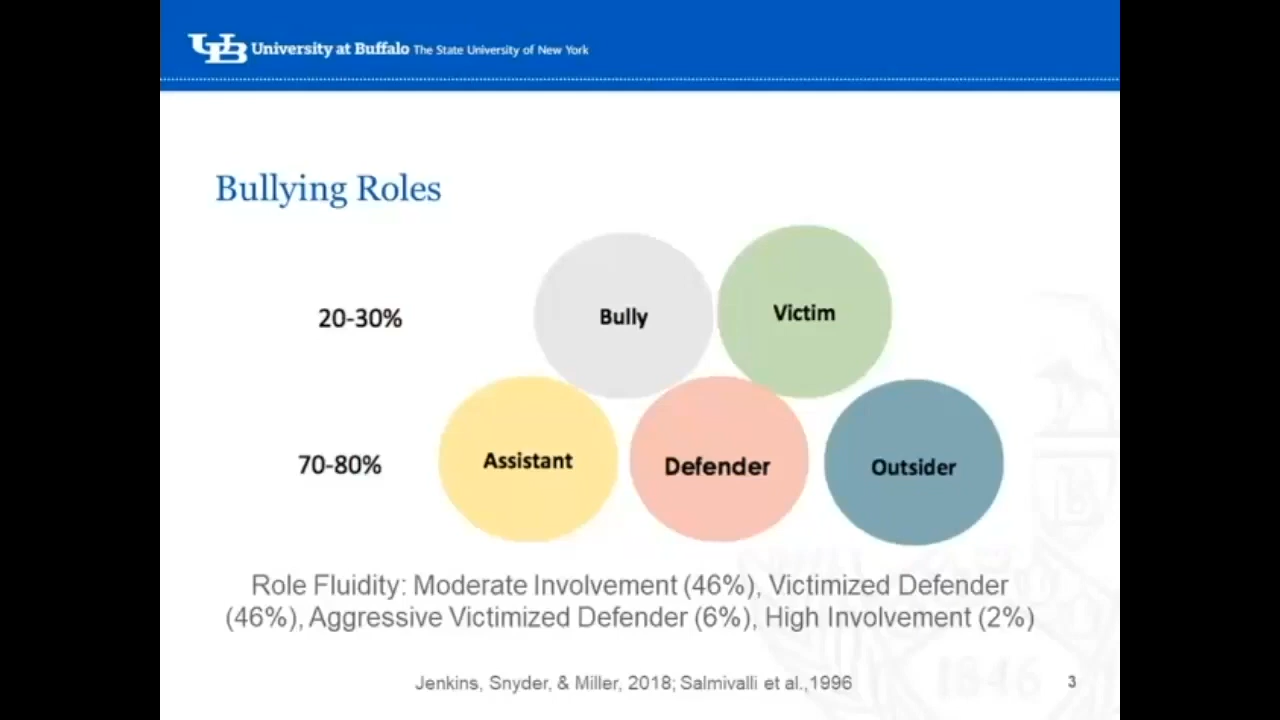 UB University at Buffalo The State University of New York
Bullying Roles
20-30%
Bully
Victim
70-80%
Assistant
Defender
Outsider
Role Fluidity: Moderate Involvement (46%), Victimized Defender
(46%), Aggressive Victimized Defender (6%), High Involvement (2%)
1846
Jenkins, Snyder, & Miller, 2018; Salmivalli et al.,1996
3